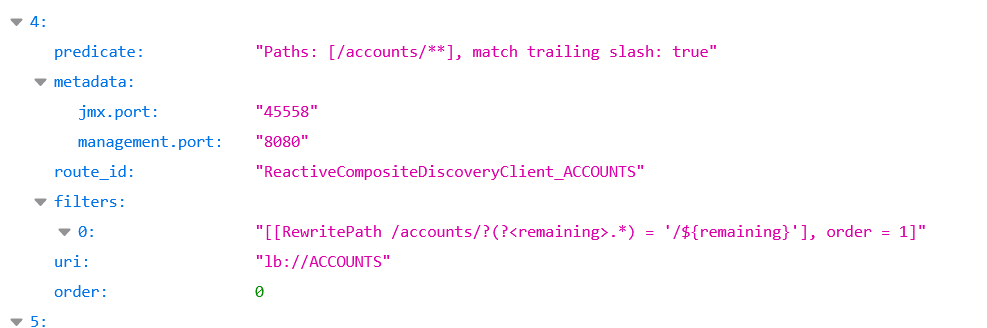 4:
predicate: "Paths: [/accounts/**], match trailing slash: true"
metadata:
jmx.port: "45558"
management.port: "8080"
route_id: "ReactiveCompositeDiscoveryClient_ACCOUNTS"
filters:
0: "[[RewritePath /accounts/?(?<remaining>.*) = '/${remaining}'], order = 1]"
uri: "lb://ACCOUNTS"
order: 0
5: